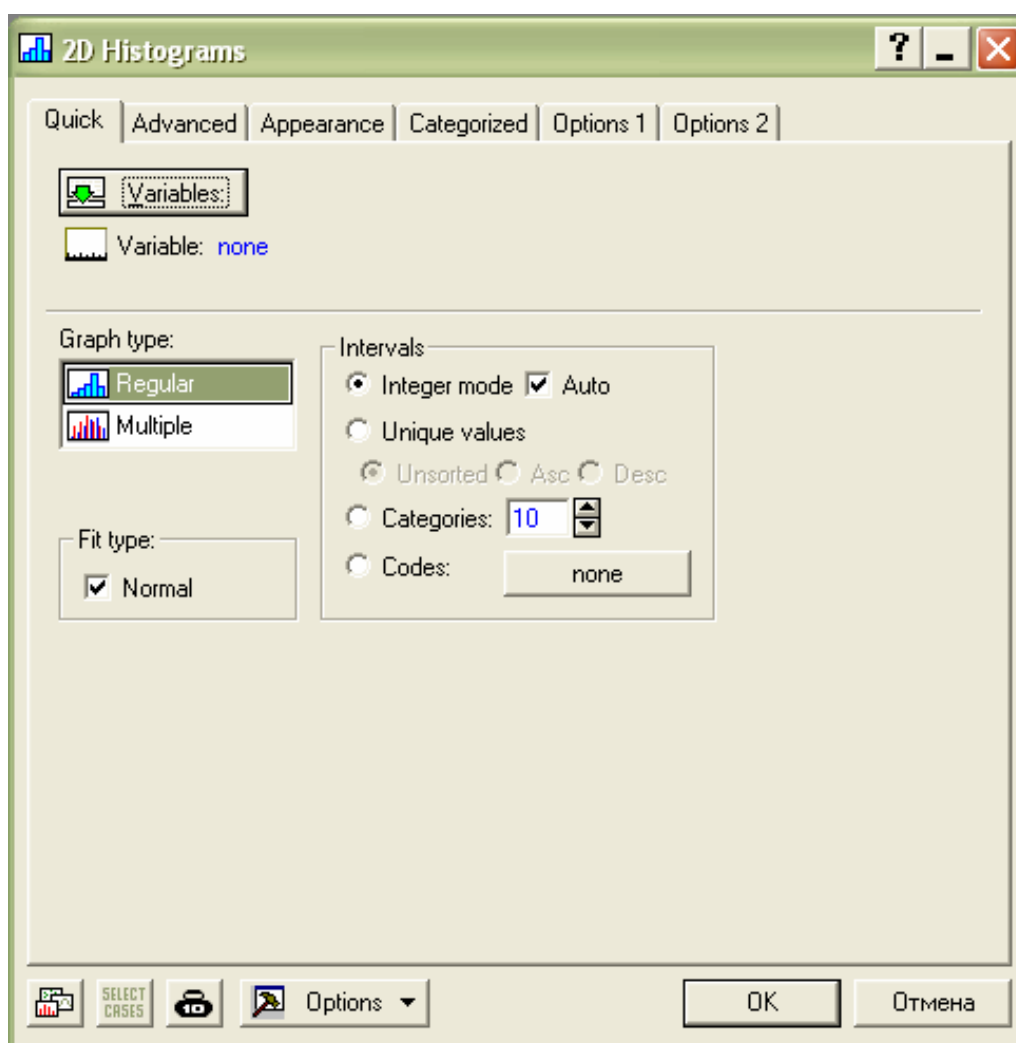 2D Histograms
Quick Advanced Appearance Categorized Options 1 Options 2
Variables:
Variable: none
Graph type:
Regular
Multiple
Fit type:
Normal
Intervals
Integer mode Auto
Unique values
Unsorted Asc Desc
Categories: 10
Codes: none
SELECT
CASES
Options
OK
Отмена